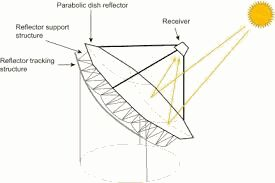 Parabolic dish reflector
Receiver
Reflector support
structure
Reflector tracking
structure